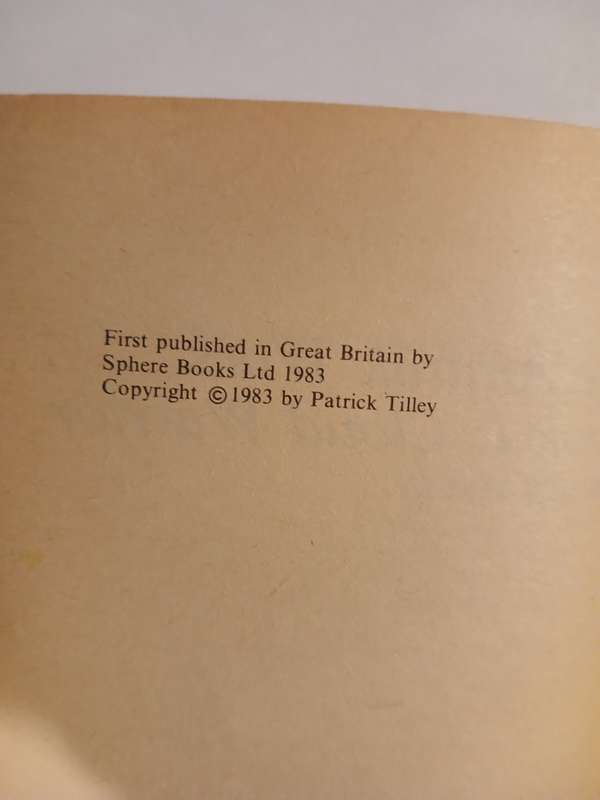 First published in Great Britain by
Sphere Books Ltd 1983
Copyright ©1983 by Patrick Tilley